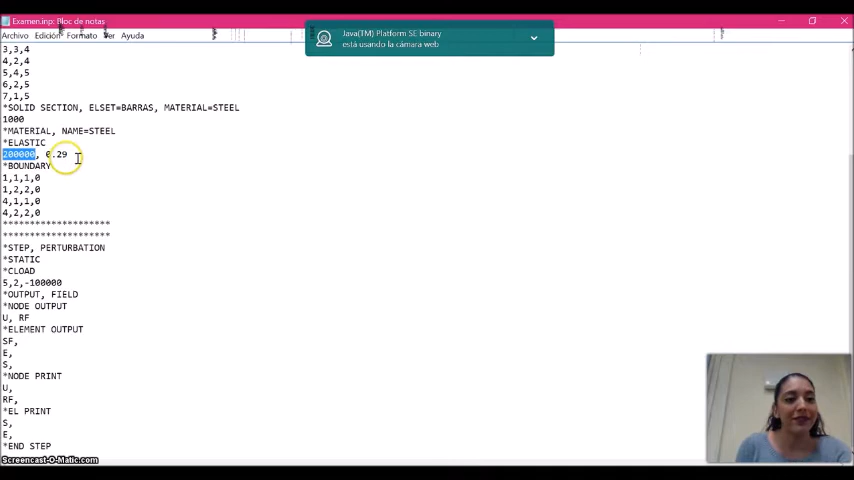 Examen.inp: Bloc de notas
Archivo Edición Formato Ver Ayuda
Java(TM) Platform SE binary
está usando la cámara web
3,3,4
4,2,4
5,4,5
6,2,5
7,1,5
*SOLID SECTION, ELSET=BARRAS, MATERIAL=STEEL
1000
*MATERIAL, NAME=STEEL
*ELASTIC
200000, 0.29
*BOUNDARY
1,1,1,0
1,2,2,0
4,1,1,0
4,2,2,0
********************
********************
*STEP, PERTURBATION
*STATIC
*CLOAD
5,2,-100000
*OUTPUT, FIELD
*NODE OUTPUT
U, RF
*ELEMENT OUTPUT
SF,
E,
S,
*NODE PRINT
U,
RF,
*EL PRINT
S,
E,
*END STEP
Screencast-O-Matic.com